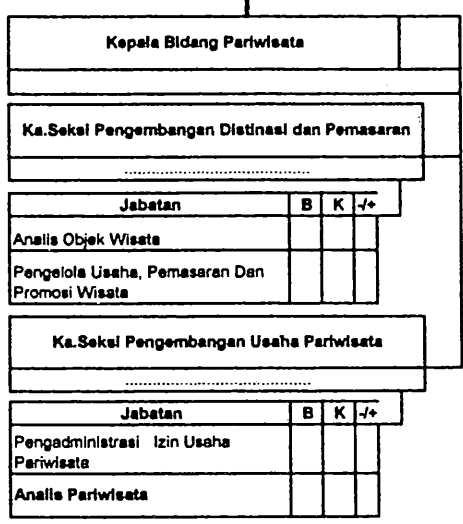 Kepala Bidang Pariwisata
Ka.Seksi Pengembangan Distinasi dan Pemasaran
....................................
Jabatan B K -/+
Analis Objek Wisata
Pengelola Usaha, Pemasaran Dan
Promosi Wisata
Ka.Seksi Pengembangan Usaha Pariwisata
....................................
Jabatan B K -/+
Pengadministrasi Izin Usaha
Pariwisata
Analis Pariwisata